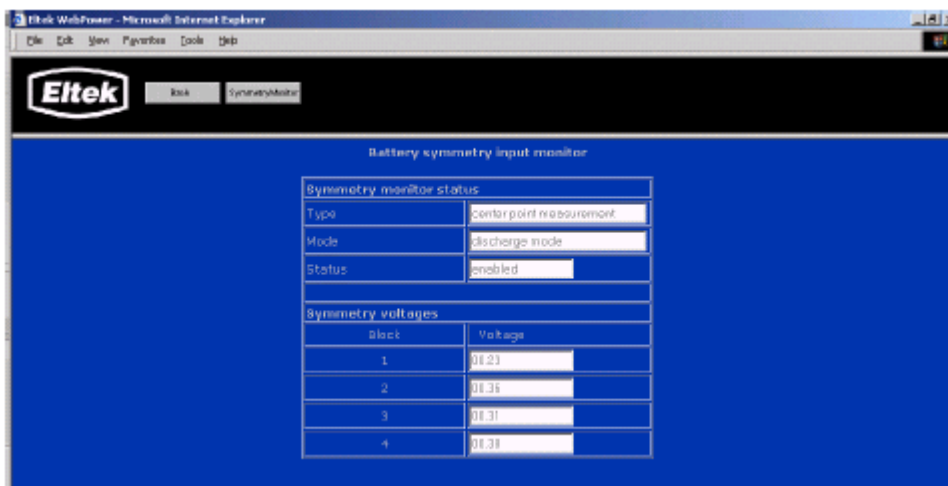 Eltek WebPower - Microsoft Internet Explorer
File Edit View Favorites Tools Help
Eltek
Back
SymmetryMonitor
Battery symmetry input monitor
Symmetry monitor status
Type center point measurement
Mode discharge mode
Status enabled
Symmetry voltages
Block Voltage
1
2
3
4